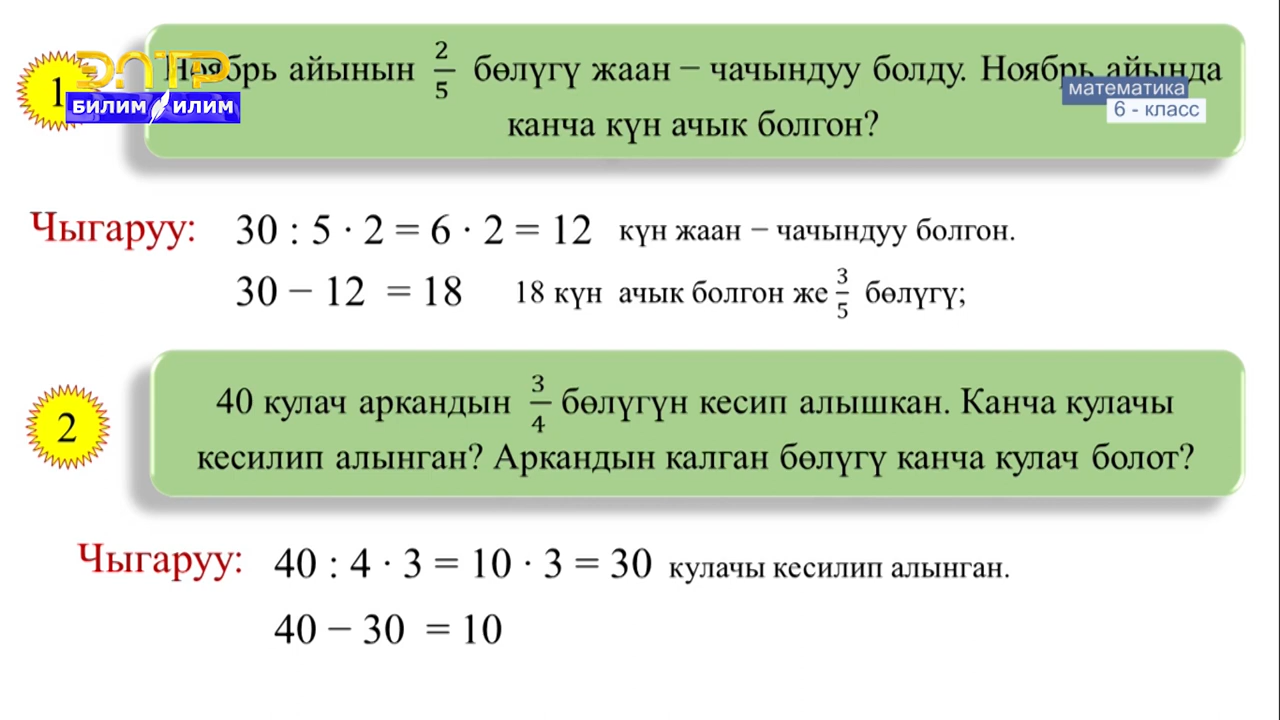 1
ЭЛТР
БИЛИМ ИЛИМ
Ноябрь айынын 2/5 бөлүгү жаан – чачындуу болду. Ноябрь айында
канча күн ачык болгон?
математика
6 - класс
Чыгаруу: 30 : 5 · 2 = 6 · 2 = 12 күн жаан – чачындуу болгон.
30 − 12 = 18 18 күн ачык болгон же 3/5 бөлүгү;
2
40 кулач аркандын 3/4 бөлүгүн кесип алышкан. Канча кулачы
кесилип алынган? Аркандын калган бөлүгү канча кулач болот?
Чыгаруу: 40 : 4 · 3 = 10 · 3 = 30 кулачы кесилип алынган.
40 − 30 = 10